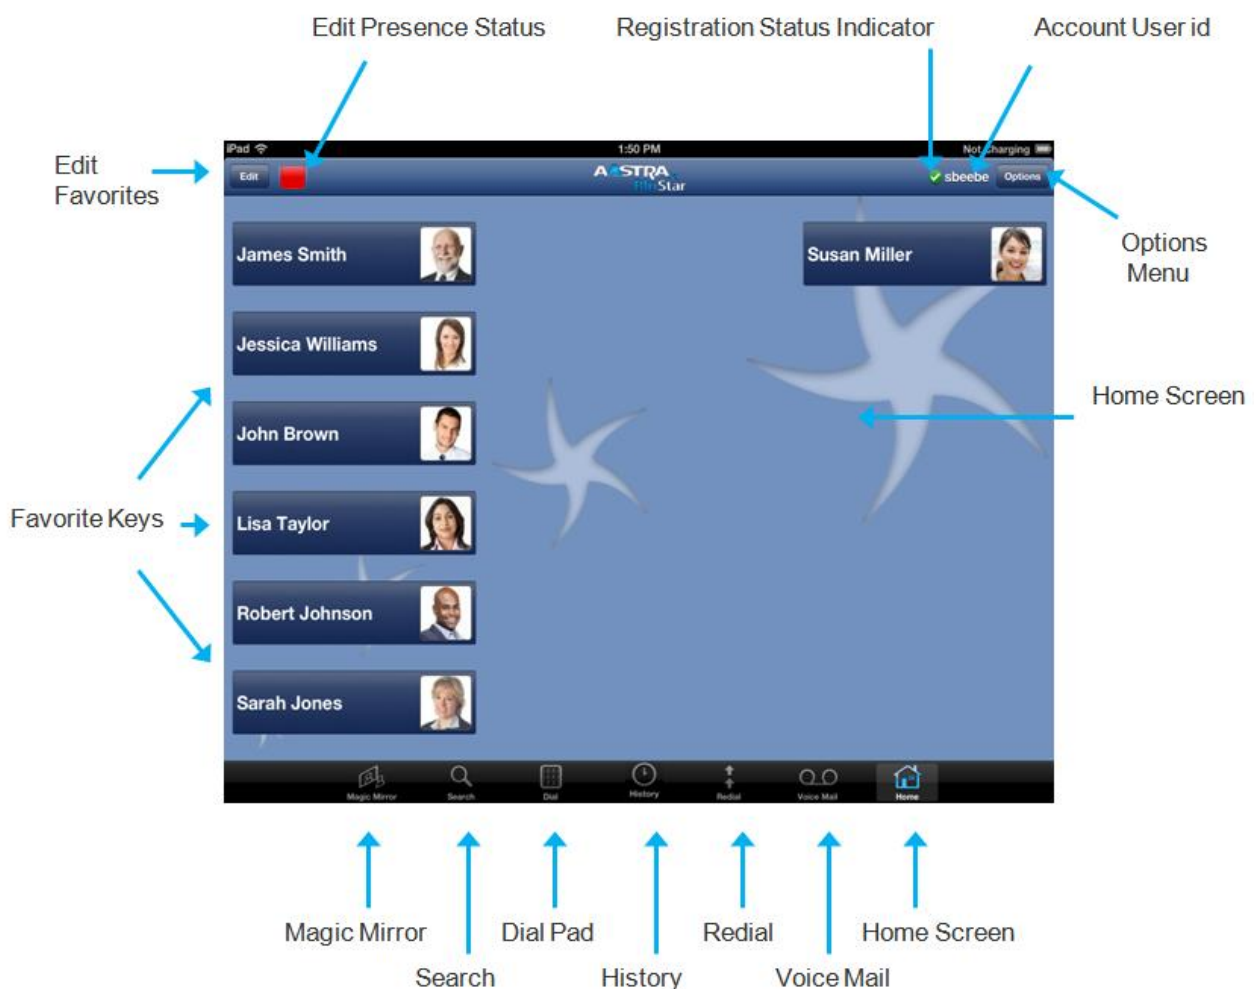 Edit Presence Status
Registration Status Indicator
Account User id
iPad
1:50 PM
Not Charging
Edit
Favorites
Edit
AASTRA
BluStar
sbeebe
Options
Options
Menu
James Smith
Susan Miller
Jessica Williams
Home Screen
John Brown
Favorite Keys
Lisa Taylor
Robert Johnson
Sarah Jones
Magic Mirror
Search
Dial
History
Redial
Voice Mail
Home
Magic Mirror
Dial Pad
Redial
Home Screen
Search
History
Voice Mail